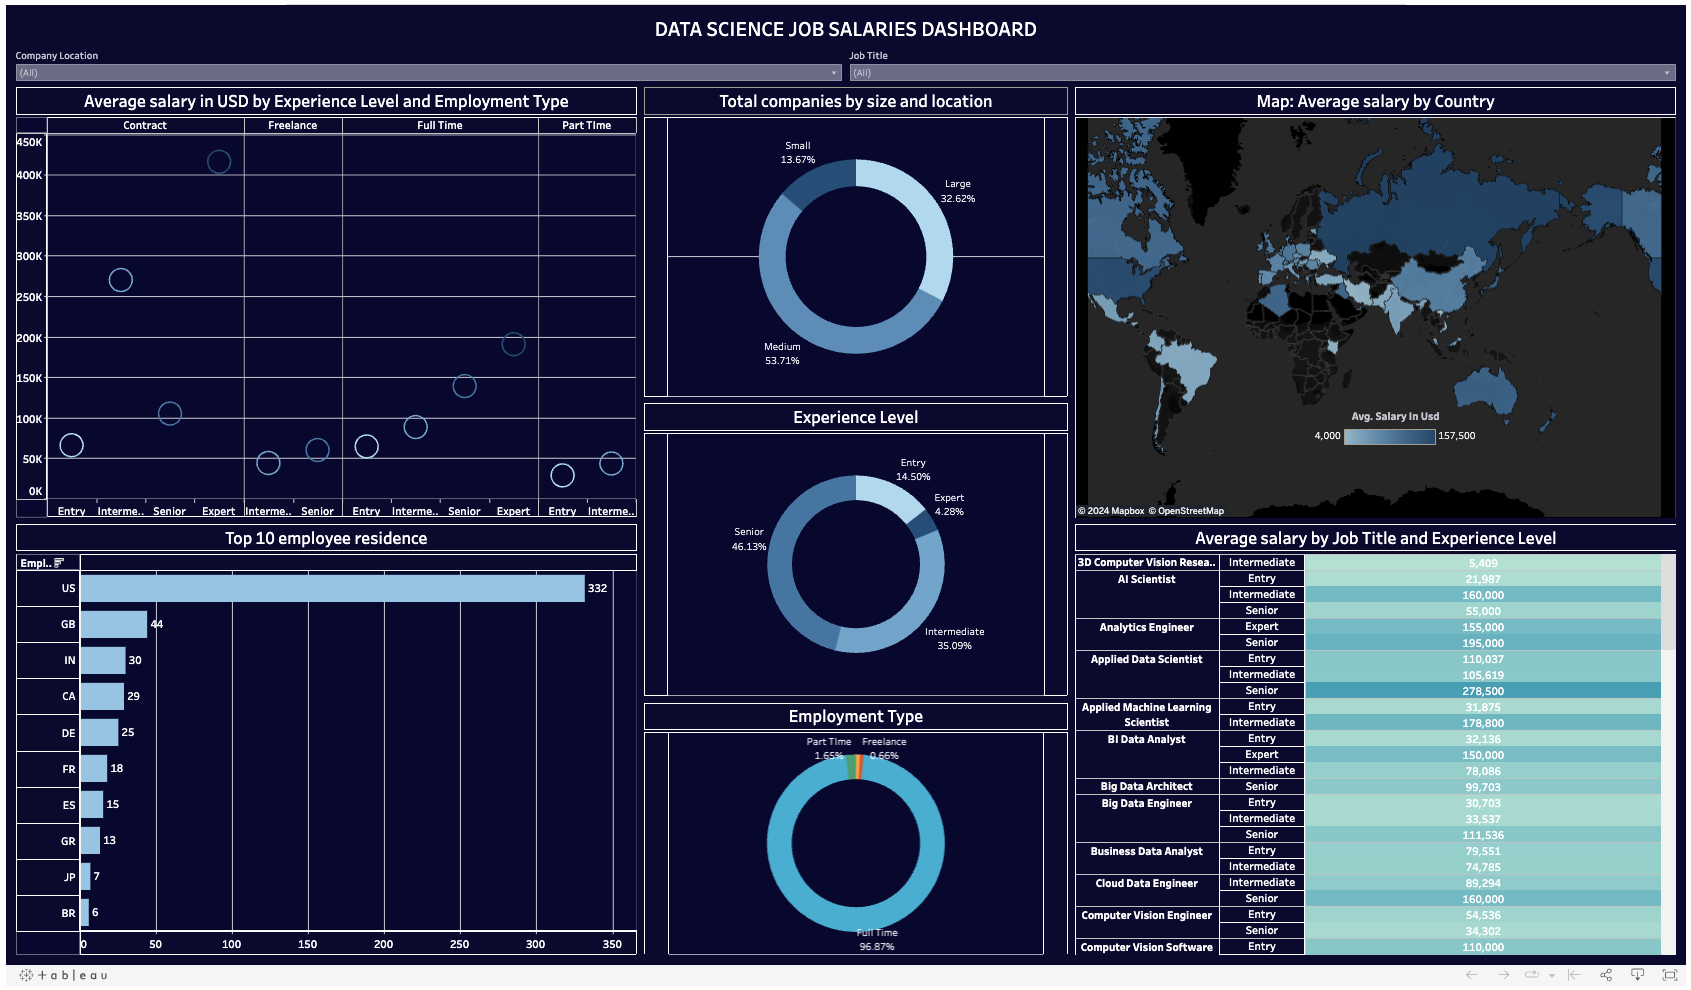 DATA SCIENCE JOB SALARIES DASHBOARD
Company Location
(All)
Job Title
(All)
Average salary in USD by Experience Level and Employment Type
Contract Freelance Full Time Part TIme
450K
400K
350K
300K
250K
200K
150K
100K
50K
0K
Entry Interme.. Senior Expert Interme.. Senior Entry Interme.. Senior Expert Entry Interme..
Top 10 employee residence
Empl..
US 332
GB 44
IN 30
CA 29
DE 25
FR 18
ES 15
GR 13
JP 7
BR 6
0 50 100 150 200 250 300 350
Total companies by size and location
Small
13.67%
Large
32.62%
Medium
53.71%
Experience Level
Entry
14.50%
Expert
4.28%
Senior
46.13%
Intermediate
35.09%
Employment Type
Part TIme
1.65%
Freelance
0.66%
Full Time
96.87%
Map: Average salary by Country
Avg. Salary In Usd
4,000 157,500
© 2024 Mapbox © OpenStreetMap
Average salary by Job Title and Experience Level
3D Computer Vision Resea.. Intermediate 5,409
AI Scientist Entry 21,987
Intermediate 160,000
Senior 55,000
Analytics Engineer Expert 155,000
Senior 195,000
Applied Data Scientist Entry 110,037
Intermediate 105,619
Senior 278,500
Applied Machine Learning Entry 31,875
Scientist Intermediate 178,800
BI Data Analyst Entry 32,136
Expert 150,000
Intermediate 78,086
Big Data Architect Senior 99,703
Big Data Engineer Entry 30,703
Intermediate 33,537
Senior 111,536
Business Data Analyst Entry 79,551
Intermediate 74,785
Cloud Data Engineer Intermediate 89,294
Senior 160,000
Computer Vision Engineer Entry 54,536
Senior 34,302
Computer Vision Software Entry 110,000
+ a b | e a u